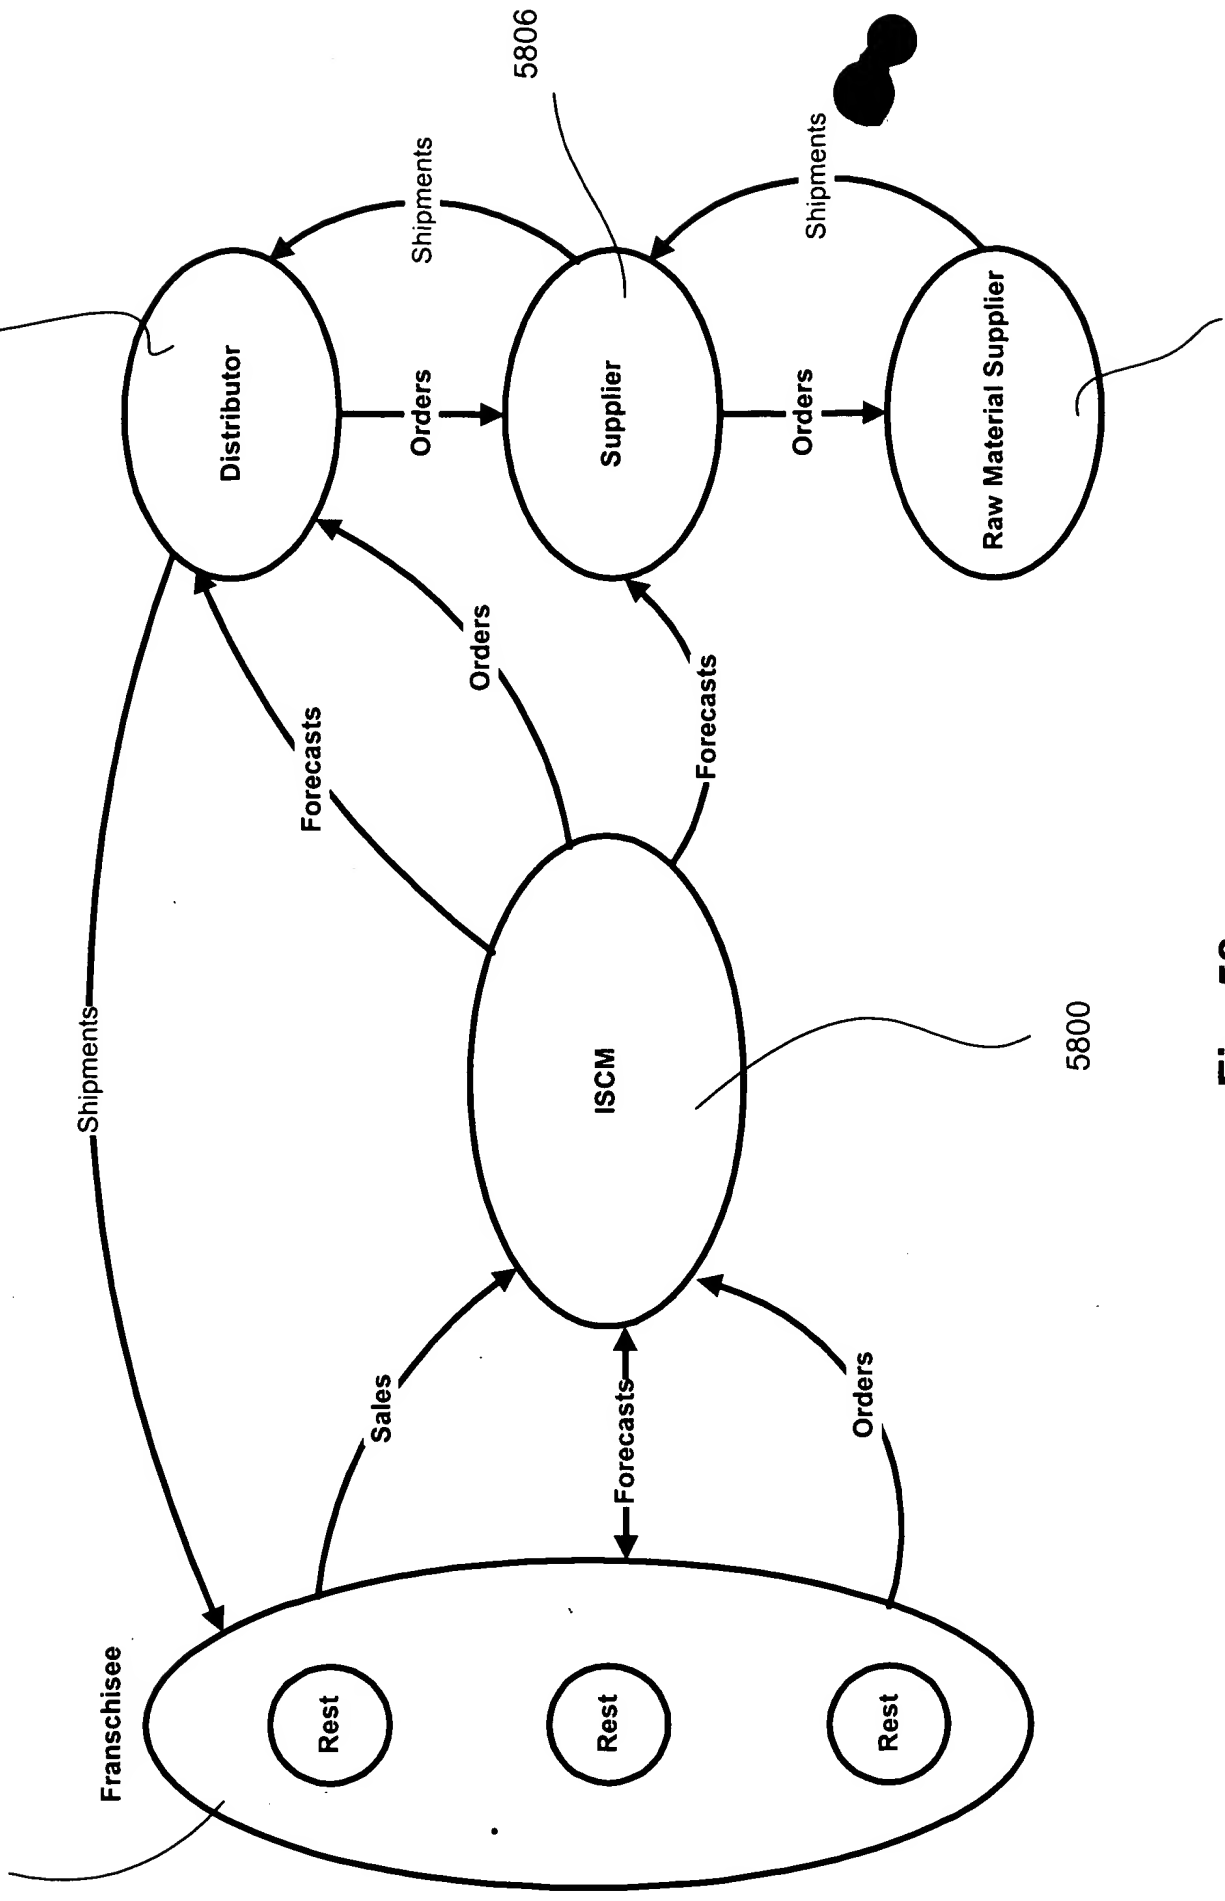 Franschisee
Rest
Rest
Rest
Shipments
Sales
Forecasts
Orders
ISCM
5800
Forecasts
Orders
Forecasts
Distributor
Orders
Shipments
Supplier
5806
Orders
Shipments
Raw Material Supplier